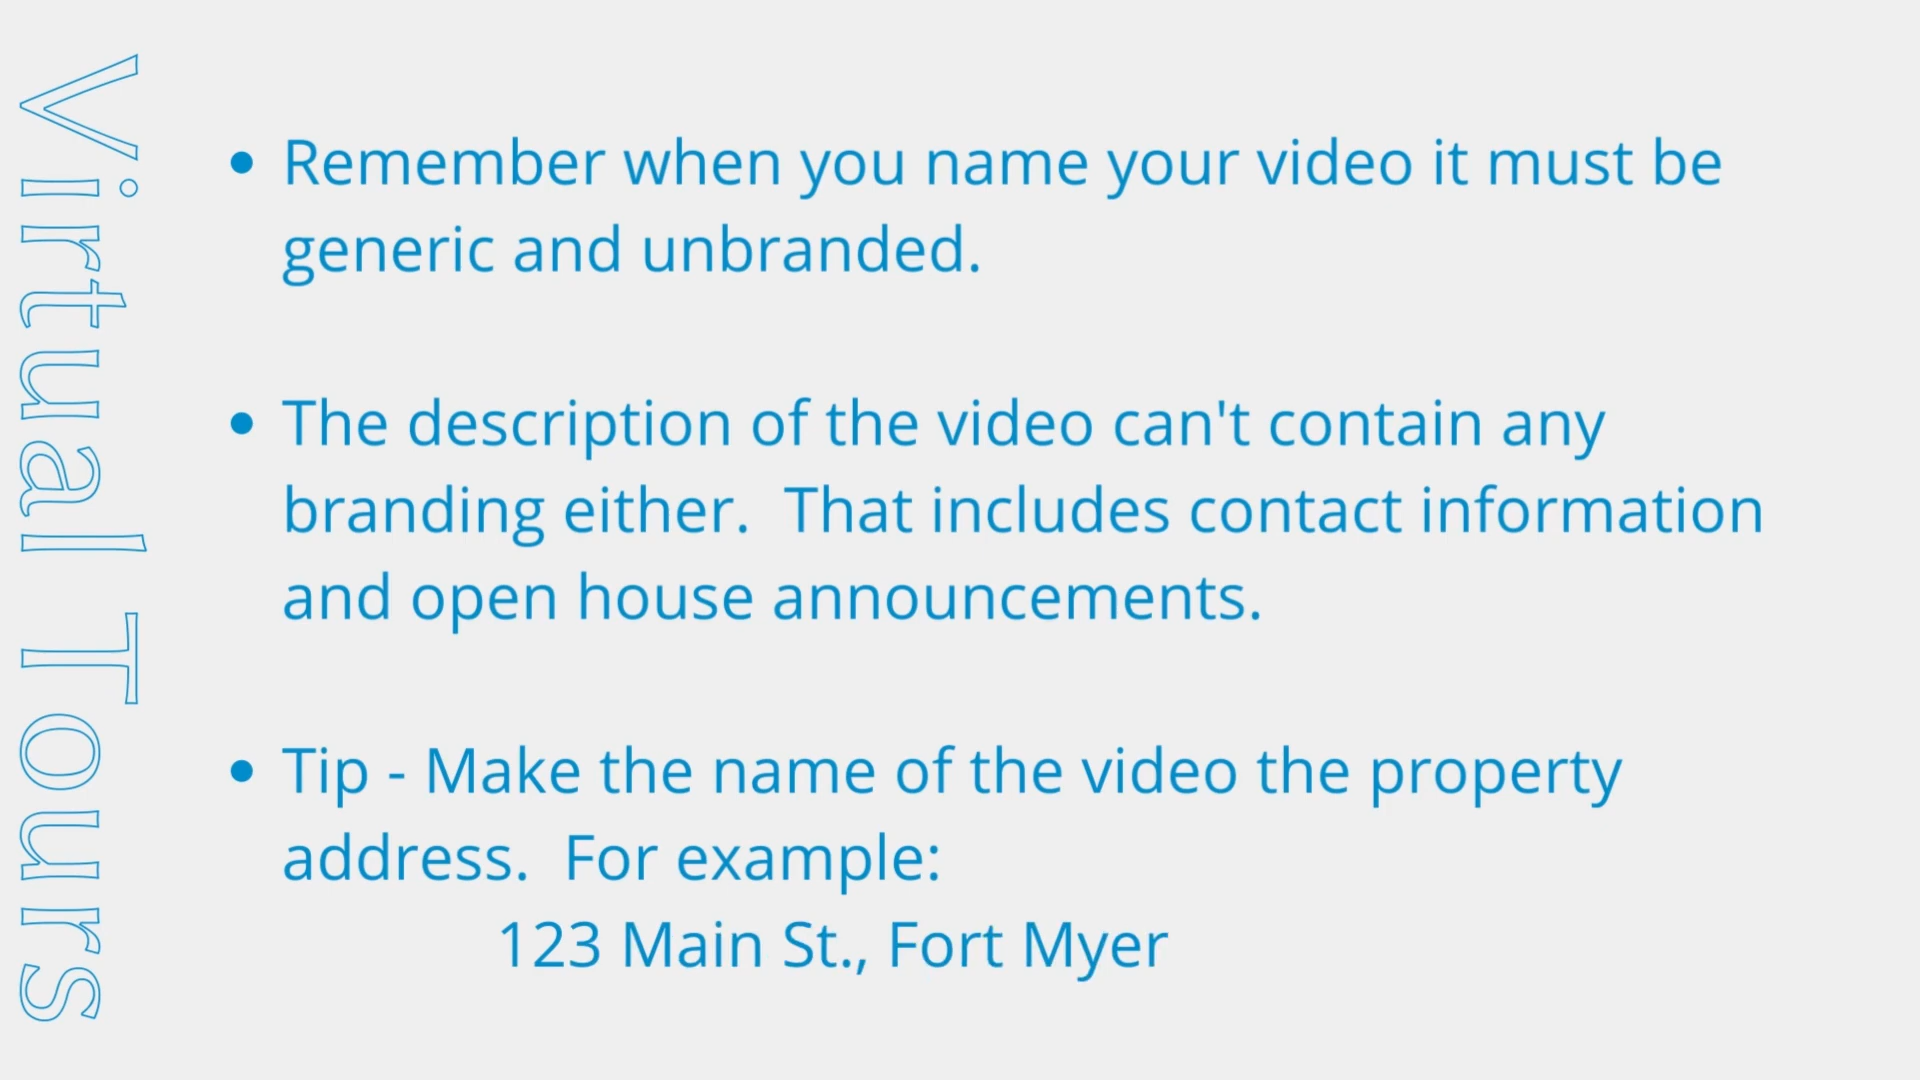 Virtual Tours
• Remember when you name your video it must be
generic and unbranded.
• The description of the video can't contain any
branding either.  That includes contact information
and open house announcements.
• Tip - Make the name of the video the property
address.  For example:
123 Main St., Fort Myer